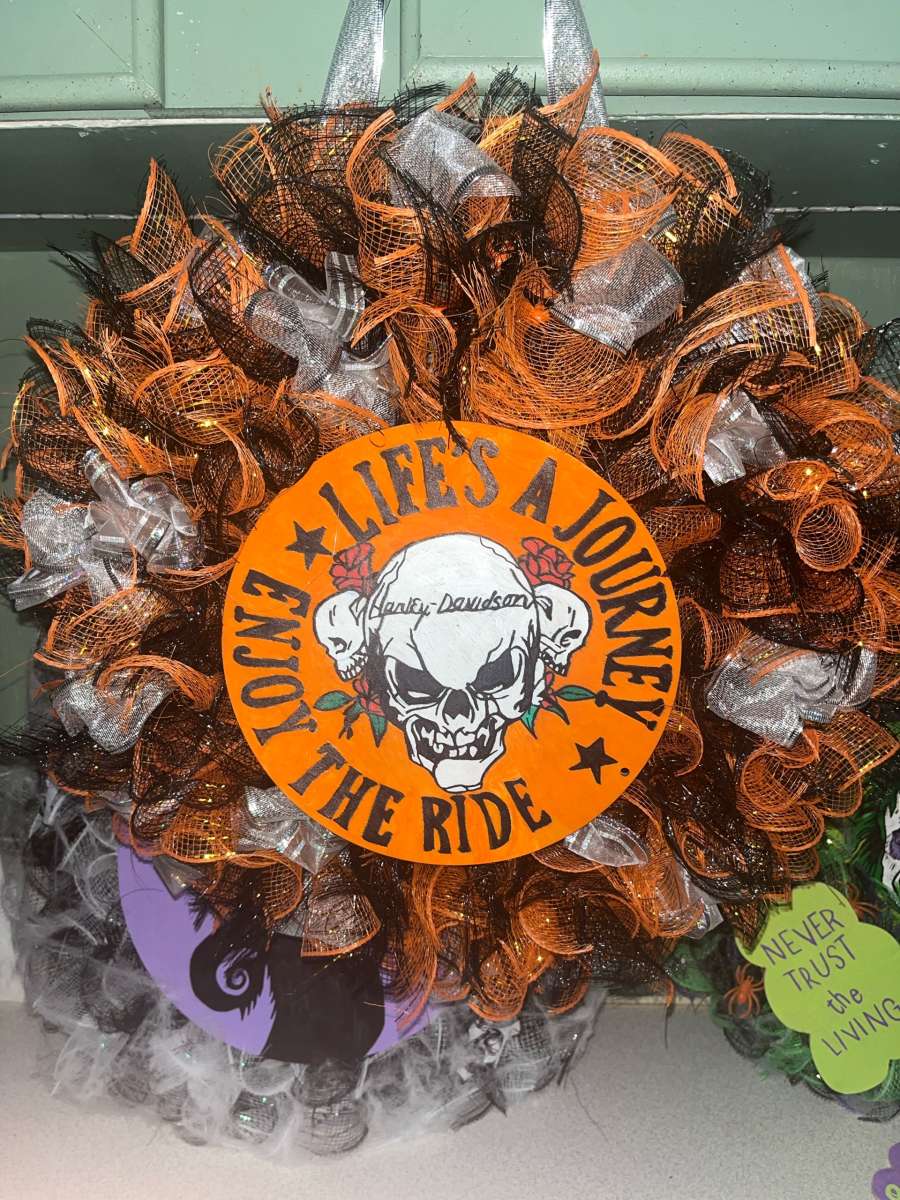 LIFE'S A JOURNEY
Harley-Davidson
ENJOY THE RIDE
NEVER
TRUST
the
LIVING